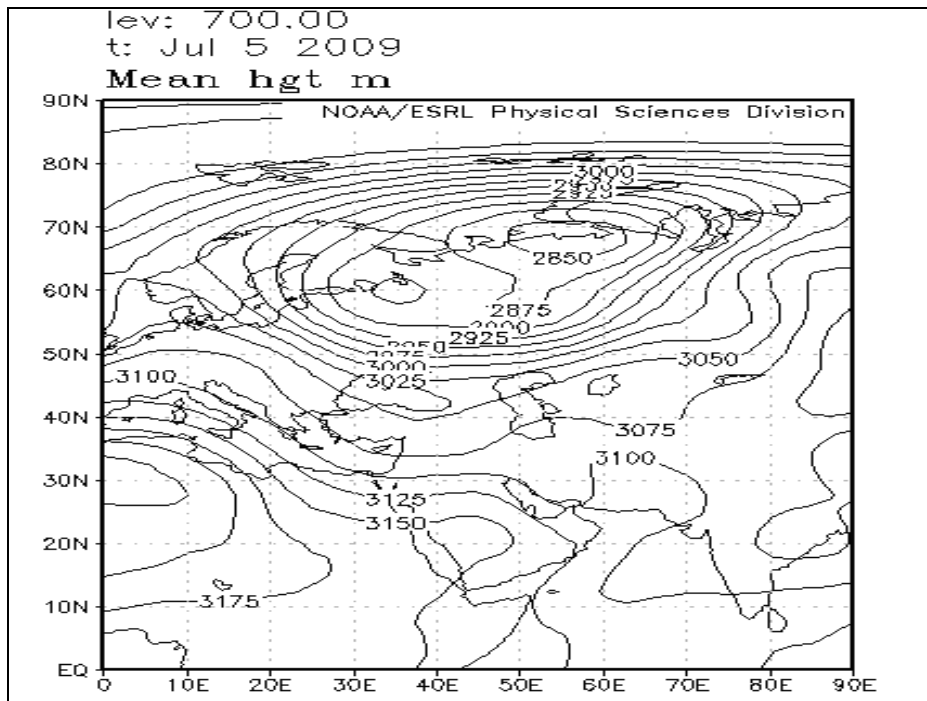 lev: 700.00
t: Jul 5 2009
Mean hgt m
NOAA/ESRL Physical Sciences Division
90N
80N
70N
60N
50N
40N
30N
20N
10N
EQ
3000
2920
2850
2875
2925
2950
3000
3025
3050
3075
3100
3100
3125
3150
3175
0
10E
20E
30E
40E
50E
60E
70E
80E
90E